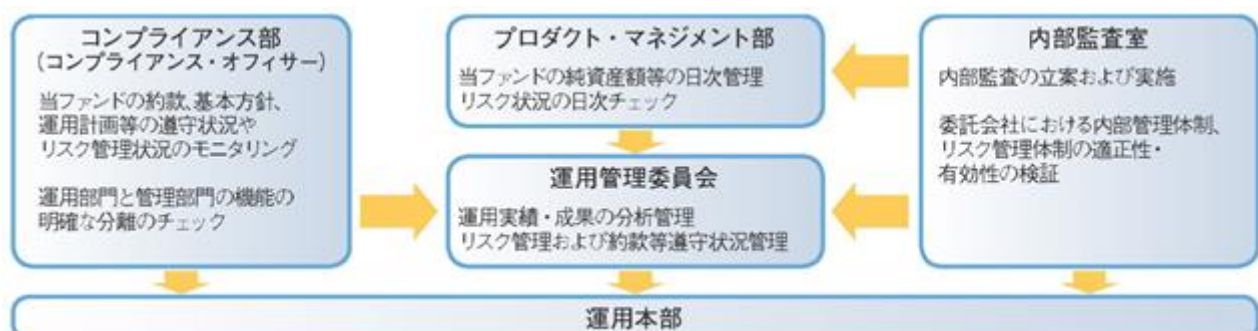 コンプライアンス部
(コンプライアンス・オフィサー)
当ファンドの約款、基本方針、
運用計画等の遵守状況や
リスク管理状況のモニタリング
運用部門と管理部門の機能の
明確な分離のチェック
プロダクト・マネジメント部
当ファンドの純資産額等の日次管理
リスク状況の日次チェック
運用管理委員会
運用実績・成果の分析管理
リスク管理および約款等遵守状況管理
内部監査室
内部監査の立案および実施
委託会社における内部管理体制、
リスク管理体制の適正性・
有効性の検証
運用本部